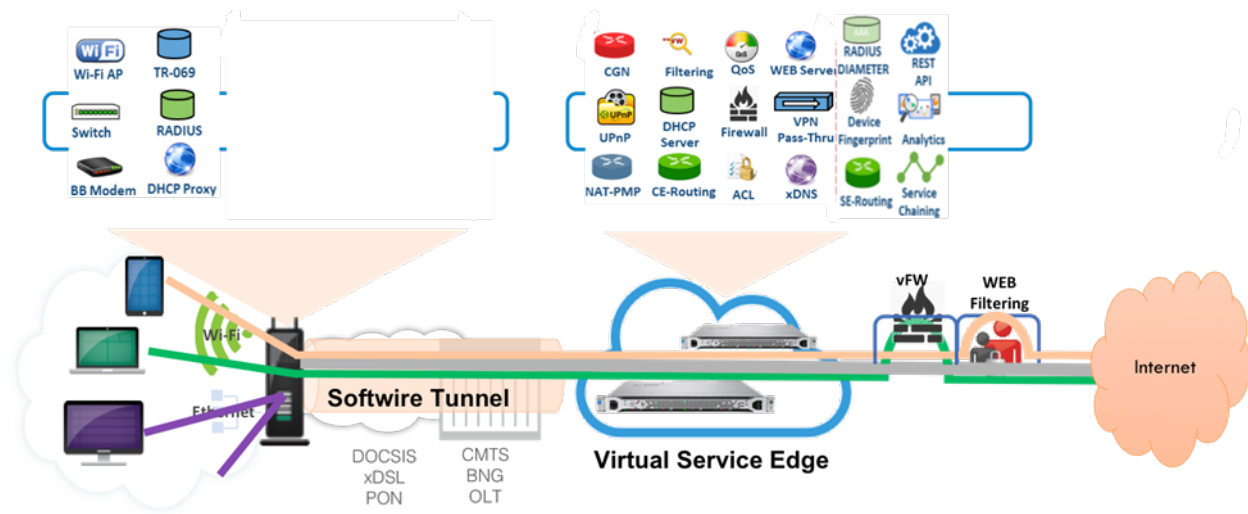 Wi Fi
Wi-Fi AP
TR-069
Switch
RADIUS
BB Modem
DHCP Proxy
CGN
Filtering
QoS
QoS
WEB Server
UPnP
UPnP
DHCP
Server
Firewall
VPN
Pass-Thru
NAT-PMP
CE-Routing
ACL
xDNS
AAA
RADIUS
DIAMETER
REST
API
Device
Fingerprint
Analytics
SE-Routing
Service
Chaining
Wi-Fi
Ethernet
Softwire Tunnel
DOCSIS
xDSL
PON
CMTS
BNG
OLT
Virtual Service Edge
vFW
WEB
Filtering
Internet